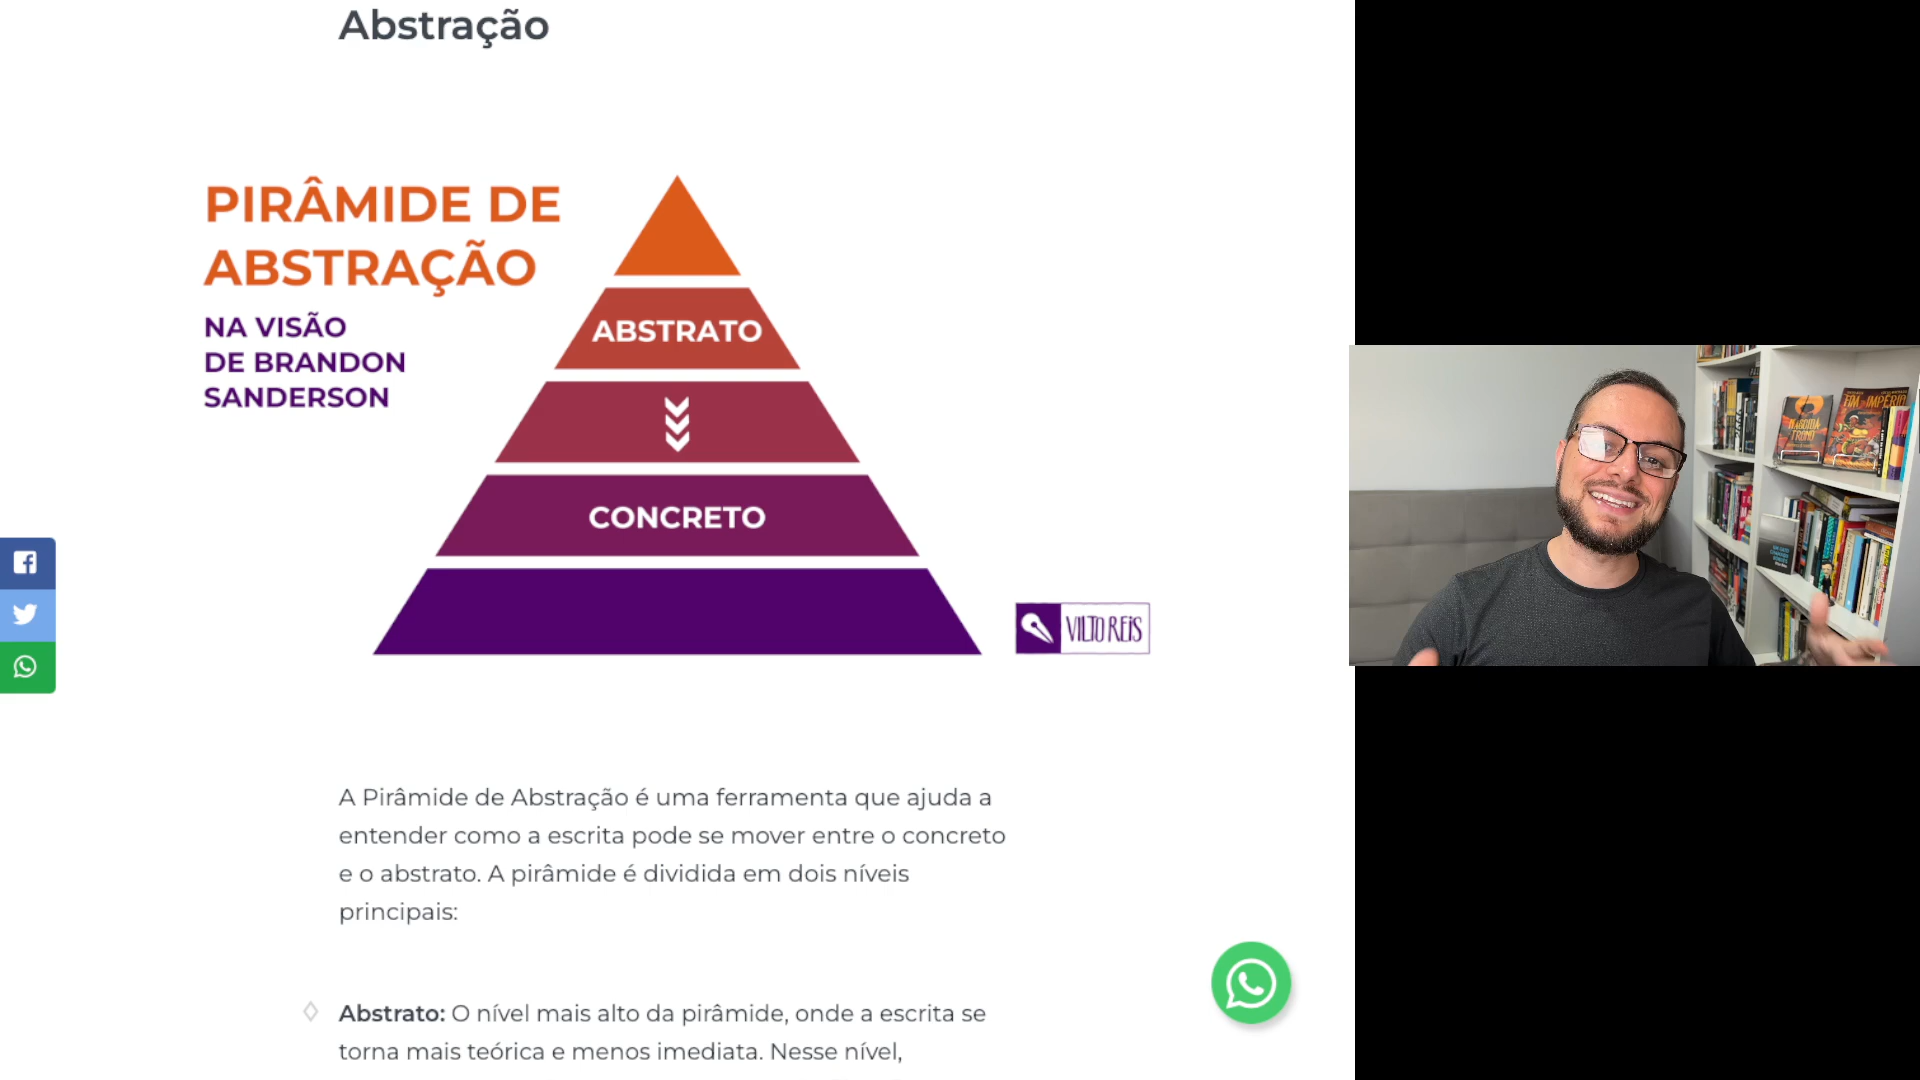 Abstração
PIRÂMIDE DE
ABSTRAÇÃO
NA VISÃO
DE BRANDON
SANDERSON
ABSTRATO
CONCRETO
VILTO REIS
A Pirâmide de Abstração é uma ferramenta que ajuda a
entender como a escrita pode se mover entre o concreto
e o abstrato. A pirâmide é dividida em dois níveis
principais:
Abstrato: O nível mais alto da pirâmide, onde a escrita se
torna mais teórica e menos imediata. Nesse nível,
FIM IMPÉRIO